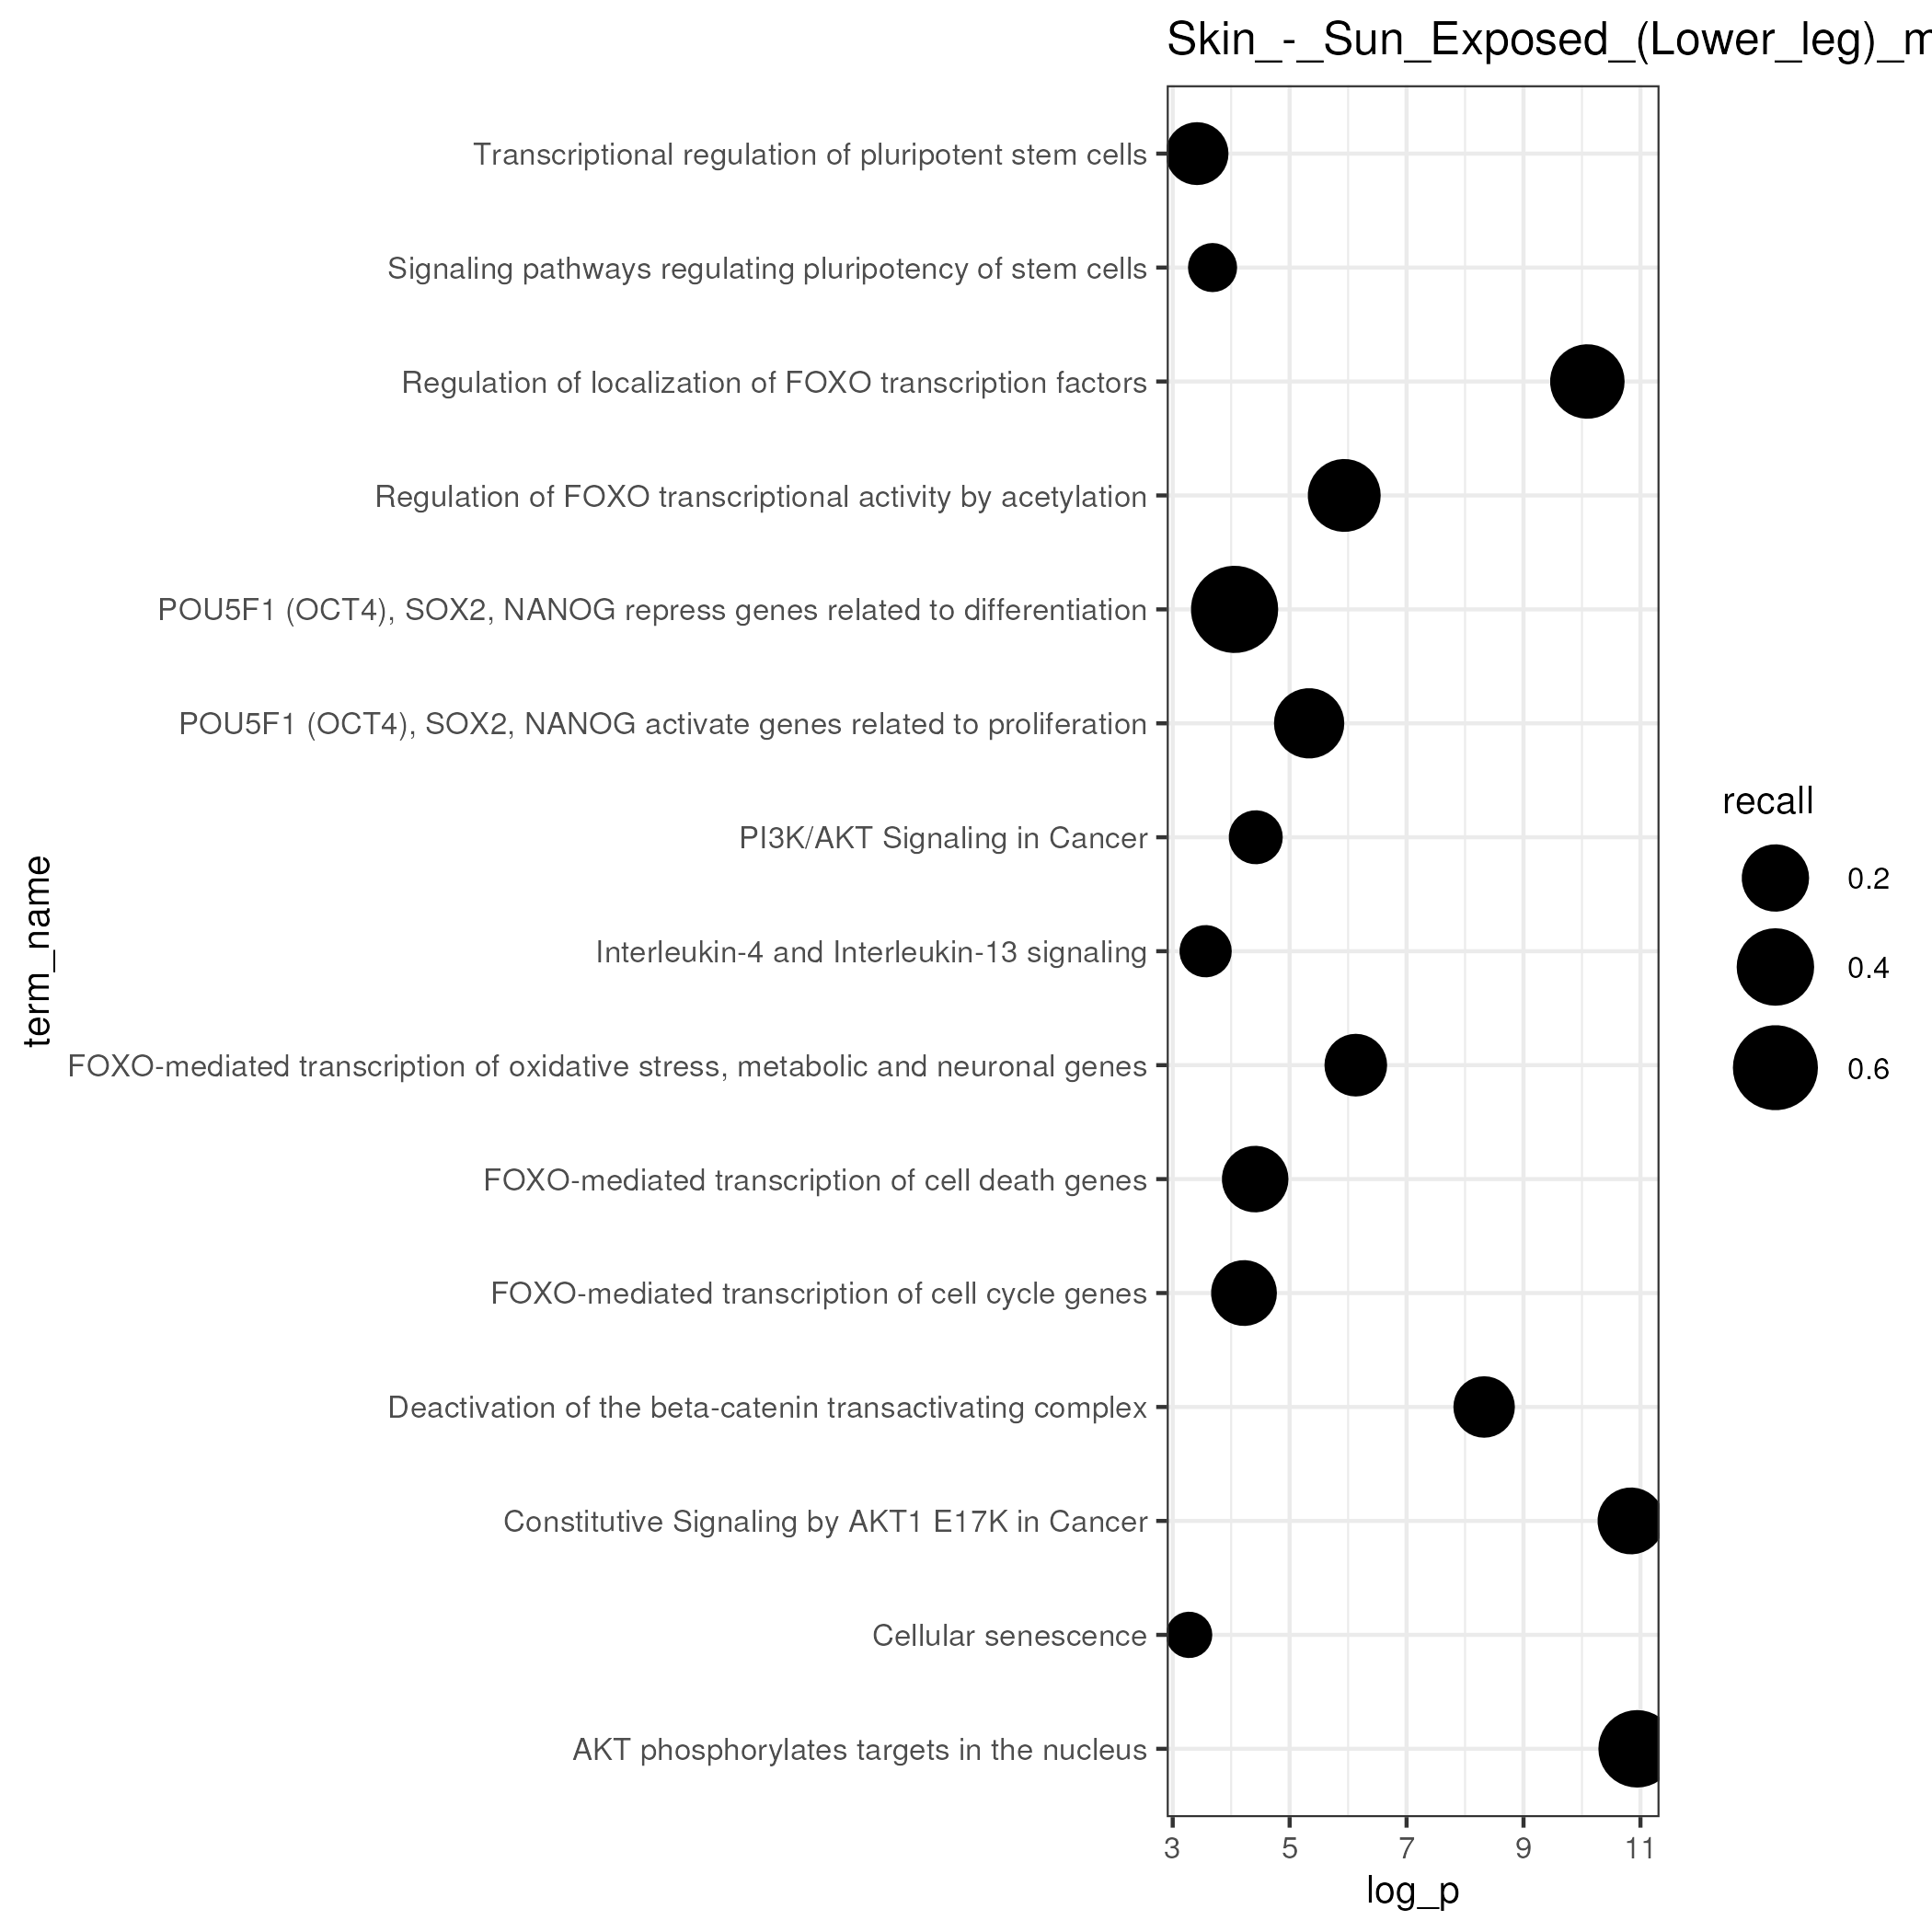 Skin_-_Sun_Exposed_(Lower_leg)_m
Transcriptional regulation of pluripotent stem cells
Signaling pathways regulating pluripotency of stem cells
Regulation of localization of FOXO transcription factors
Regulation of FOXO transcriptional activity by acetylation
POU5F1 (OCT4), SOX2, NANOG repress genes related to differentiation
POU5F1 (OCT4), SOX2, NANOG activate genes related to proliferation
PI3K/AKT Signaling in Cancer
Interleukin-4 and Interleukin-13 signaling
FOXO-mediated transcription of oxidative stress, metabolic and neuronal genes
FOXO-mediated transcription of cell death genes
FOXO-mediated transcription of cell cycle genes
Deactivation of the beta-catenin transactivating complex
Constitutive Signaling by AKT1 E17K in Cancer
Cellular senescence
AKT phosphorylates targets in the nucleus
term_name
3 5 7 9 11
log_p
recall
0.2
0.4
0.6